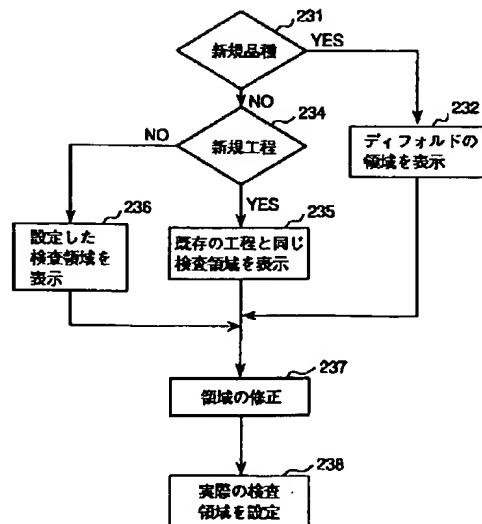 231
新規品種
YES
NO
234
232
NO
新規工程
ディフォルドの
領域を表示
YES
236
235
設定した
検査領域を
表示
既存の工程と同じ
検査領域を表示
237
領域の修正
238
実際の検査
領域を設定